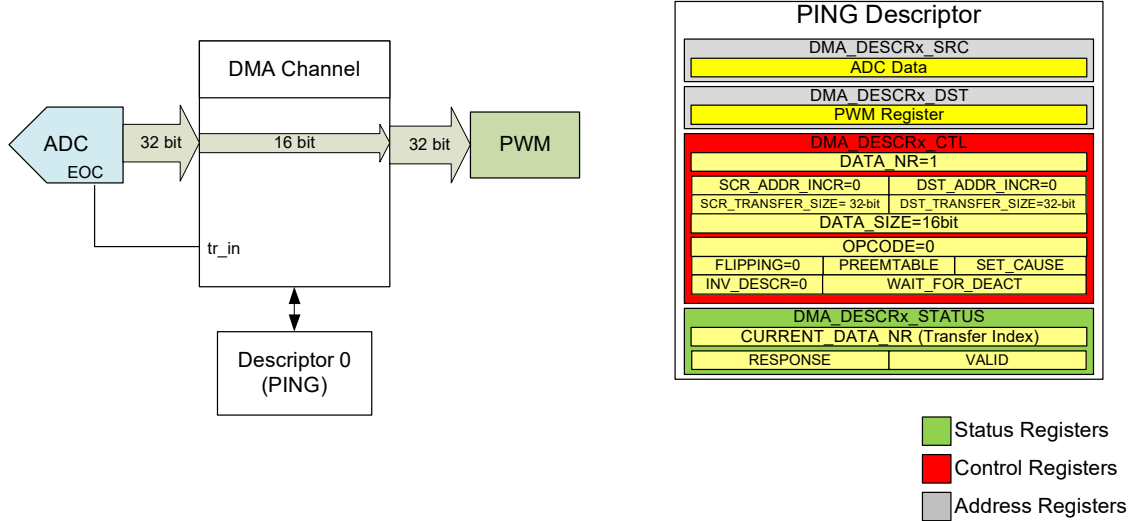 DMA Channel
ADC
EOC
32 bit
16 bit
32 bit
PWM
tr_in
Descriptor 0
(PING)
PING Descriptor
DMA_DESCRx_SRC
ADC Data
DMA_DESCRx_DST
PWM Register
DMA_DESCRx_CTL
DATA_NR=1
SCR_ADDR_INCR=0 DST_ADDR_INCR=0
SCR_TRANSFER_SIZE= 32-bit DST_TRANSFER_SIZE=32-bit
DATA_SIZE=16bit
OPCODE=0
FLIPPING=0 PREEMTABLE SET_CAUSE
INV_DESCR=0 WAIT_FOR_DEACT
DMA_DESCRx_STATUS
CURRENT_DATA_NR (Transfer Index)
RESPONSE VALID
Status Registers
Control Registers
Address Registers